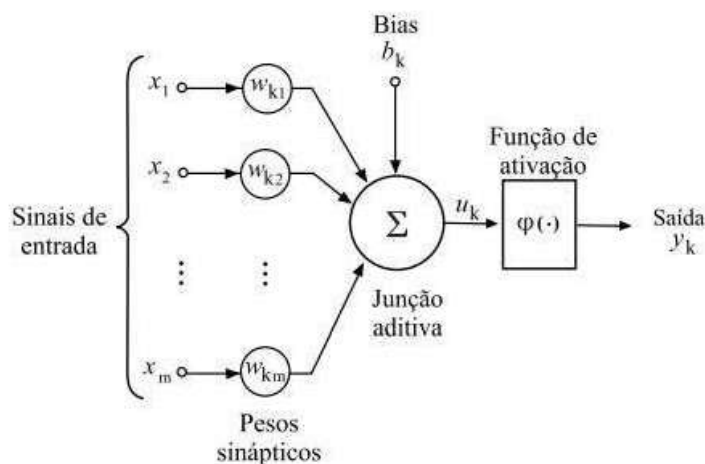 Bias
b_k
x_1
w_k1
x_2
w_k2
Sinais de
entrada
Σ
u_k
Função de
ativação
φ(·)
Saída
y_k
Junção
aditiva
x_m
w_km
Pesos
sinápticos